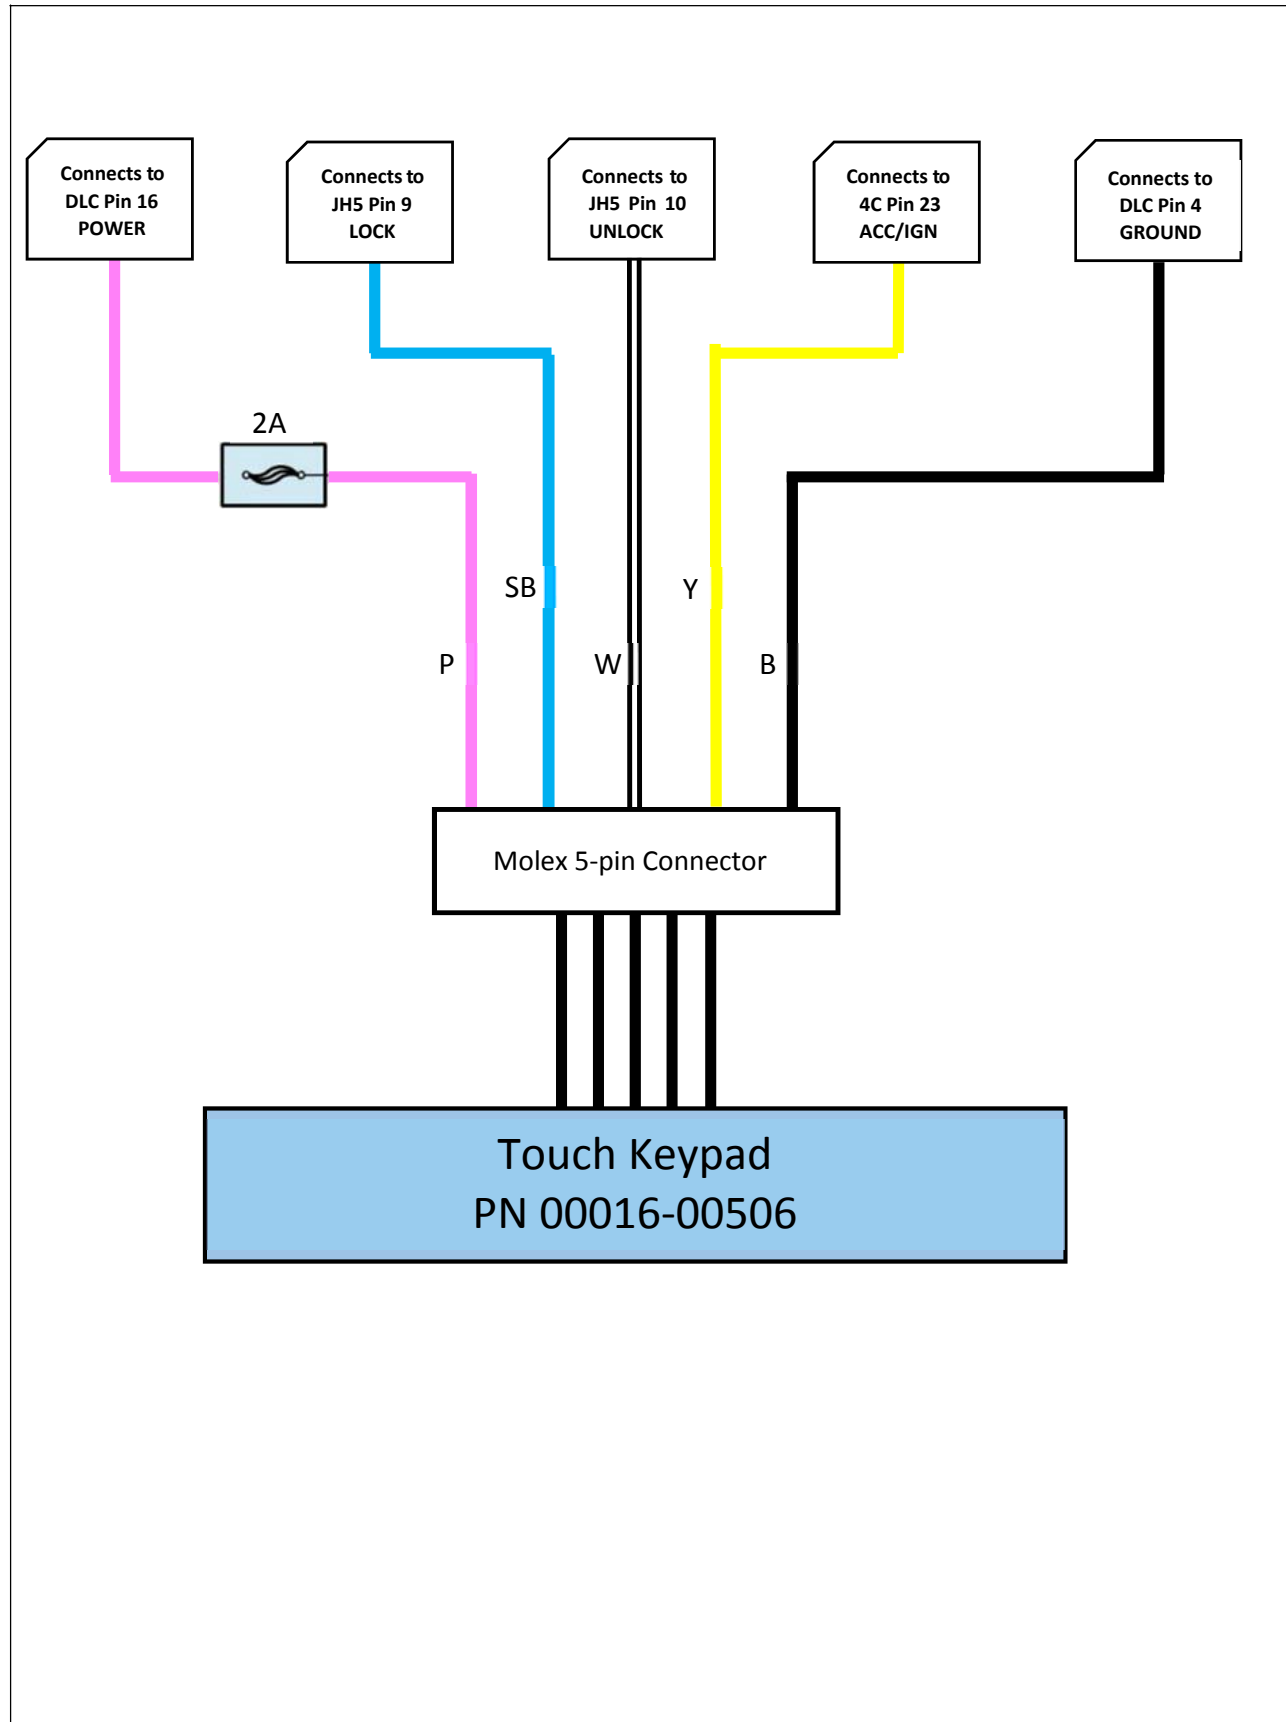 Connects to
DLC Pin 16
POWER
Connects to
JH5 Pin 9
LOCK
Connects to
JH5 Pin 10
UNLOCK
Connects to
4C Pin 23
ACC/IGN
Connects to
DLC Pin 4
GROUND
2A
SB
Y
P
W
B
Molex 5-pin Connector
Touch Keypad
PN 00016-00506